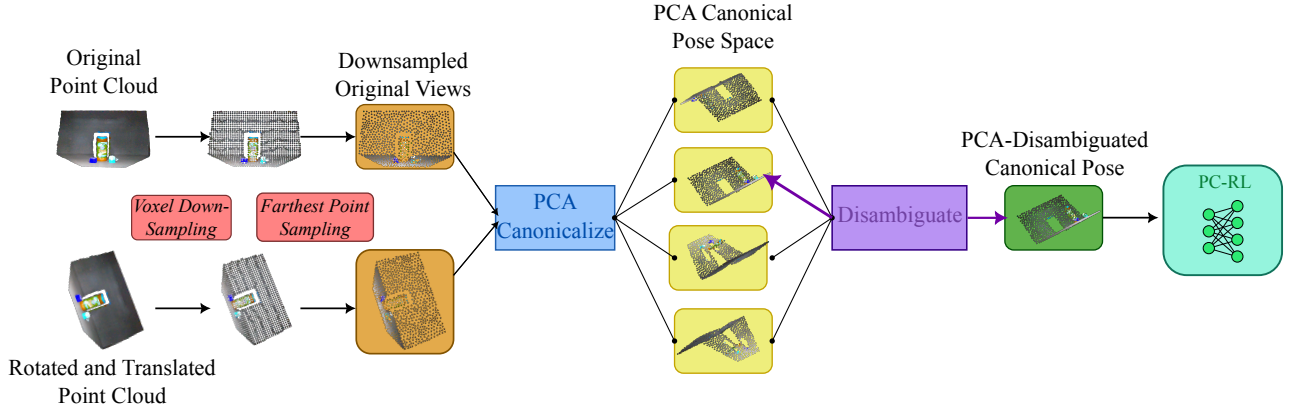 Original
Point Cloud
Downsampled
Original Views
Voxel Down-
Sampling
Farthest Point
Sampling
Rotated and Translated
Point Cloud
PCA
Canonicalize
PCA Canonical
Pose Space
Disambiguate
PCA-Disambiguated
Canonical Pose
PC-RL